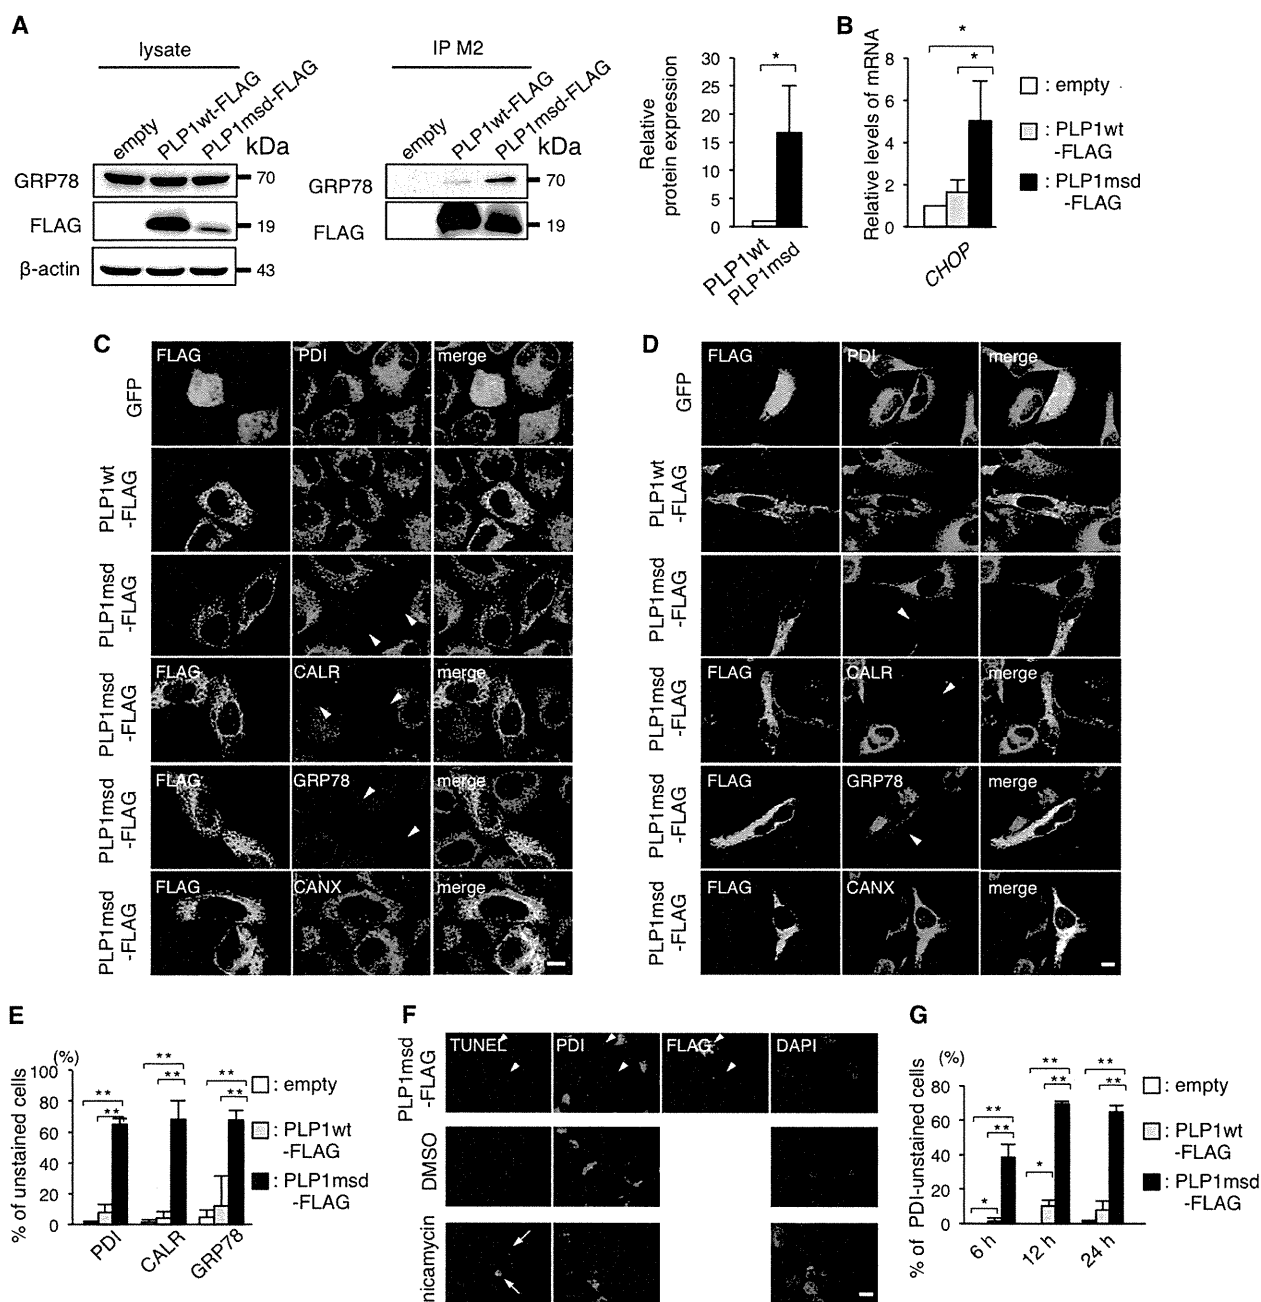 A
lysate
empty
PLP1wt-FLAG
PLP1msd-FLAG
kDa
GRP78
70
FLAG
19
β-actin
43
IP M2
empty
PLP1wt-FLAG
PLP1msd-FLAG
kDa
GRP78
70
FLAG
19
Relative
protein expression
30
25
20
15
10
5
0
*
PLP1wt
PLP1msd
B
Relative levels of mRNA
8
6
4
2
0
*
*
CHOP
: empty
: PLP1wt
-FLAG
: PLP1msd
-FLAG
C
FLAG
PDI
merge
GFP
PLP1wt
-FLAG
PLP1msd
-FLAG
PLP1msd
-FLAG
FLAG
CALR
merge
PLP1msd
-FLAG
FLAG
GRP78
merge
PLP1msd
-FLAG
FLAG
CANX
merge
D
FLAG
PDI
merge
GFP
PLP1wt
-FLAG
PLP1msd
-FLAG
PLP1msd
-FLAG
FLAG
CALR
merge
PLP1msd
-FLAG
FLAG
GRP78
merge
PLP1msd
-FLAG
FLAG
CANX
merge
E
(%)
% of unstained cells
100
80
60
40
20
0
**
**
**
**
**
**
PDI
CALR
GRP78
: empty
: PLP1wt
-FLAG
: PLP1msd
-FLAG
F
PLP1msd
-FLAG
TUNEL
PDI
FLAG
DAPI
DMSO
nicamycin
G
(%)
% of PDI-unstained cells
80
60
40
20
0
**
**
*
**
**
*
**
**
6 h
12 h
24 h
: empty
: PLP1wt
-FLAG
: PLP1msd
-FLAG